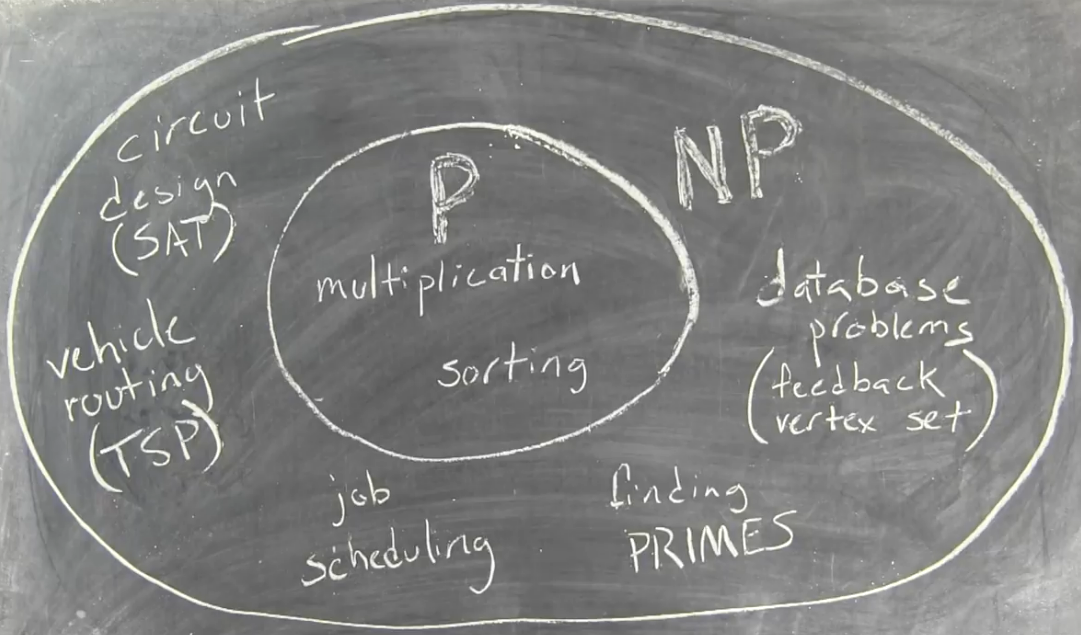 circuit
design
(SAT)
NP
P
multiplication
sorting
vehicle
routing
(TSP)
database
problems
(feedback
vertex set)
job
scheduling
finding
PRIMES